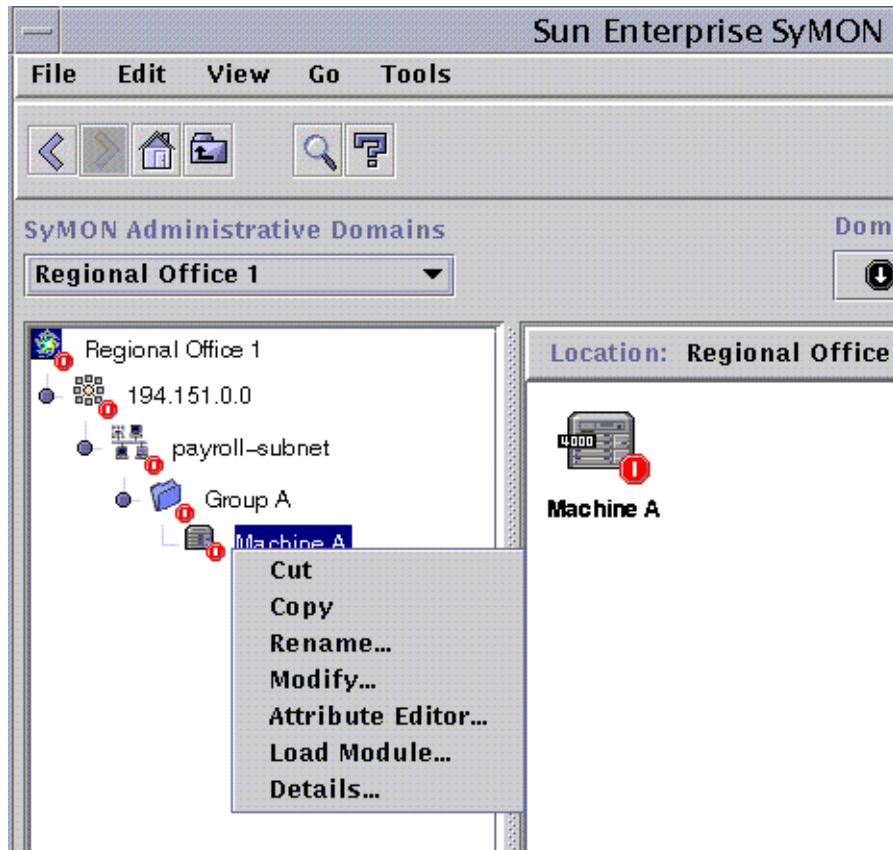 Sun Enterprise SyMON
File Edit View Go Tools
SyMON Administrative Domains
Dom
Regional Office 1
Regional Office 1
194.151.0.0
payroll-subnet
Group A
Machine A
Cut
Copy
Rename...
Modify...
Attribute Editor...
Load Module...
Details...
Location: Regional Office
4000
Machine A